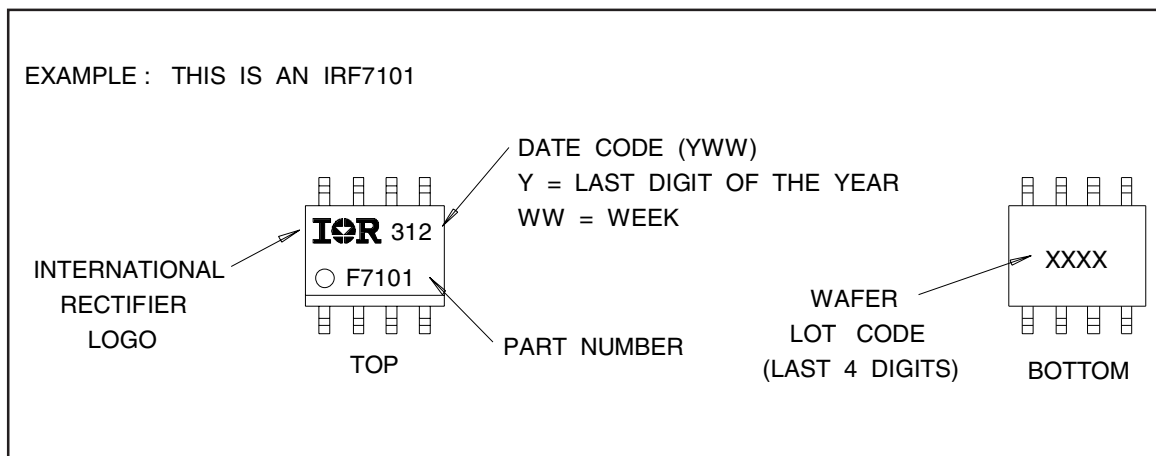 EXAMPLE : THIS IS AN IRF7101
DATE CODE (YWW)
Y = LAST DIGIT OF THE YEAR
WW = WEEK
IOR 312
F7101
INTERNATIONAL
RECTIFIER
LOGO
TOP
PART NUMBER
XXXX
WAFER
LOT CODE
(LAST 4 DIGITS)
BOTTOM